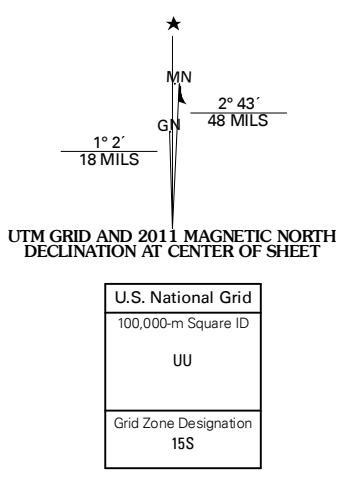 MN
2° 43´
48 MILS
GN
1° 2´
18 MILS
UTM GRID AND 2011 MAGNETIC NORTH
DECLINATION AT CENTER OF SHEET
U.S. National Grid
100,000-m Square ID
UU
Grid Zone Designation
15S